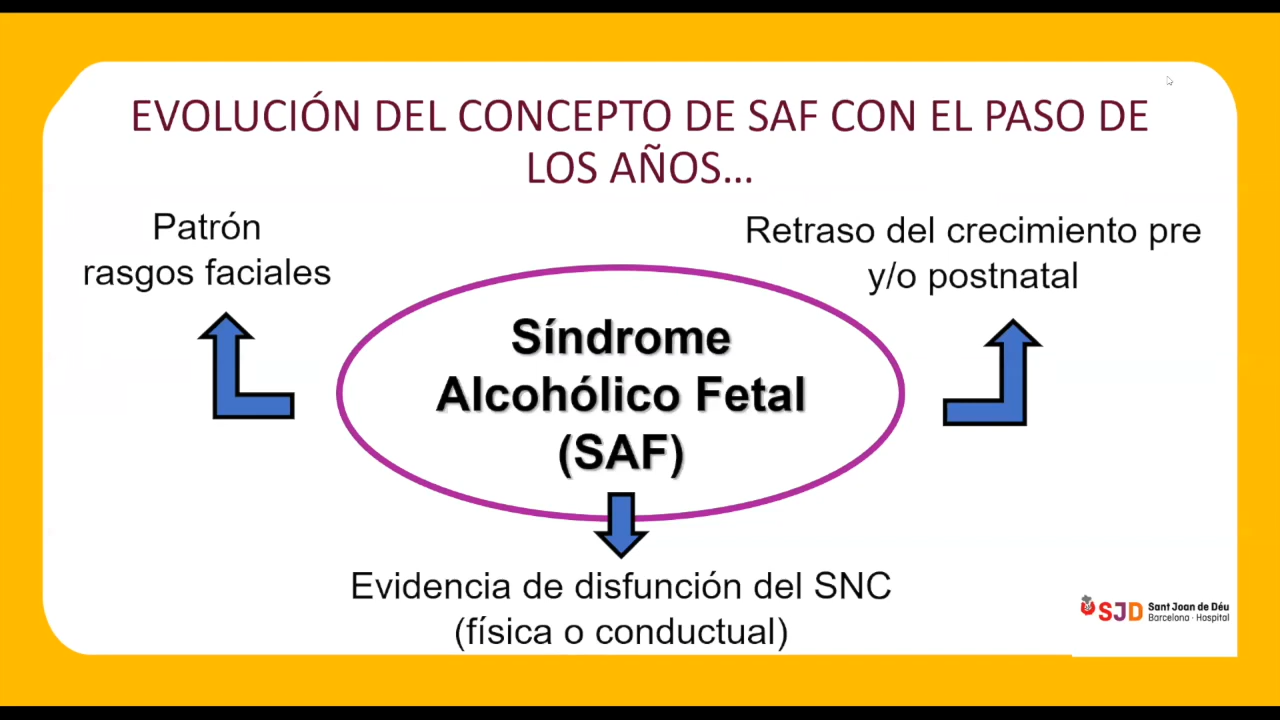 EVOLUCIÓN DEL CONCEPTO DE SAF CON EL PASO DE
LOS AÑOS...
Patrón
rasgos faciales
Retraso del crecimiento pre
y/o postnatal
Síndrome
Alcohólico Fetal
(SAF)
Evidencia de disfunción del SNC
(física o conductual)
SJD Sant Joan de Déu
Barcelona · Hospital